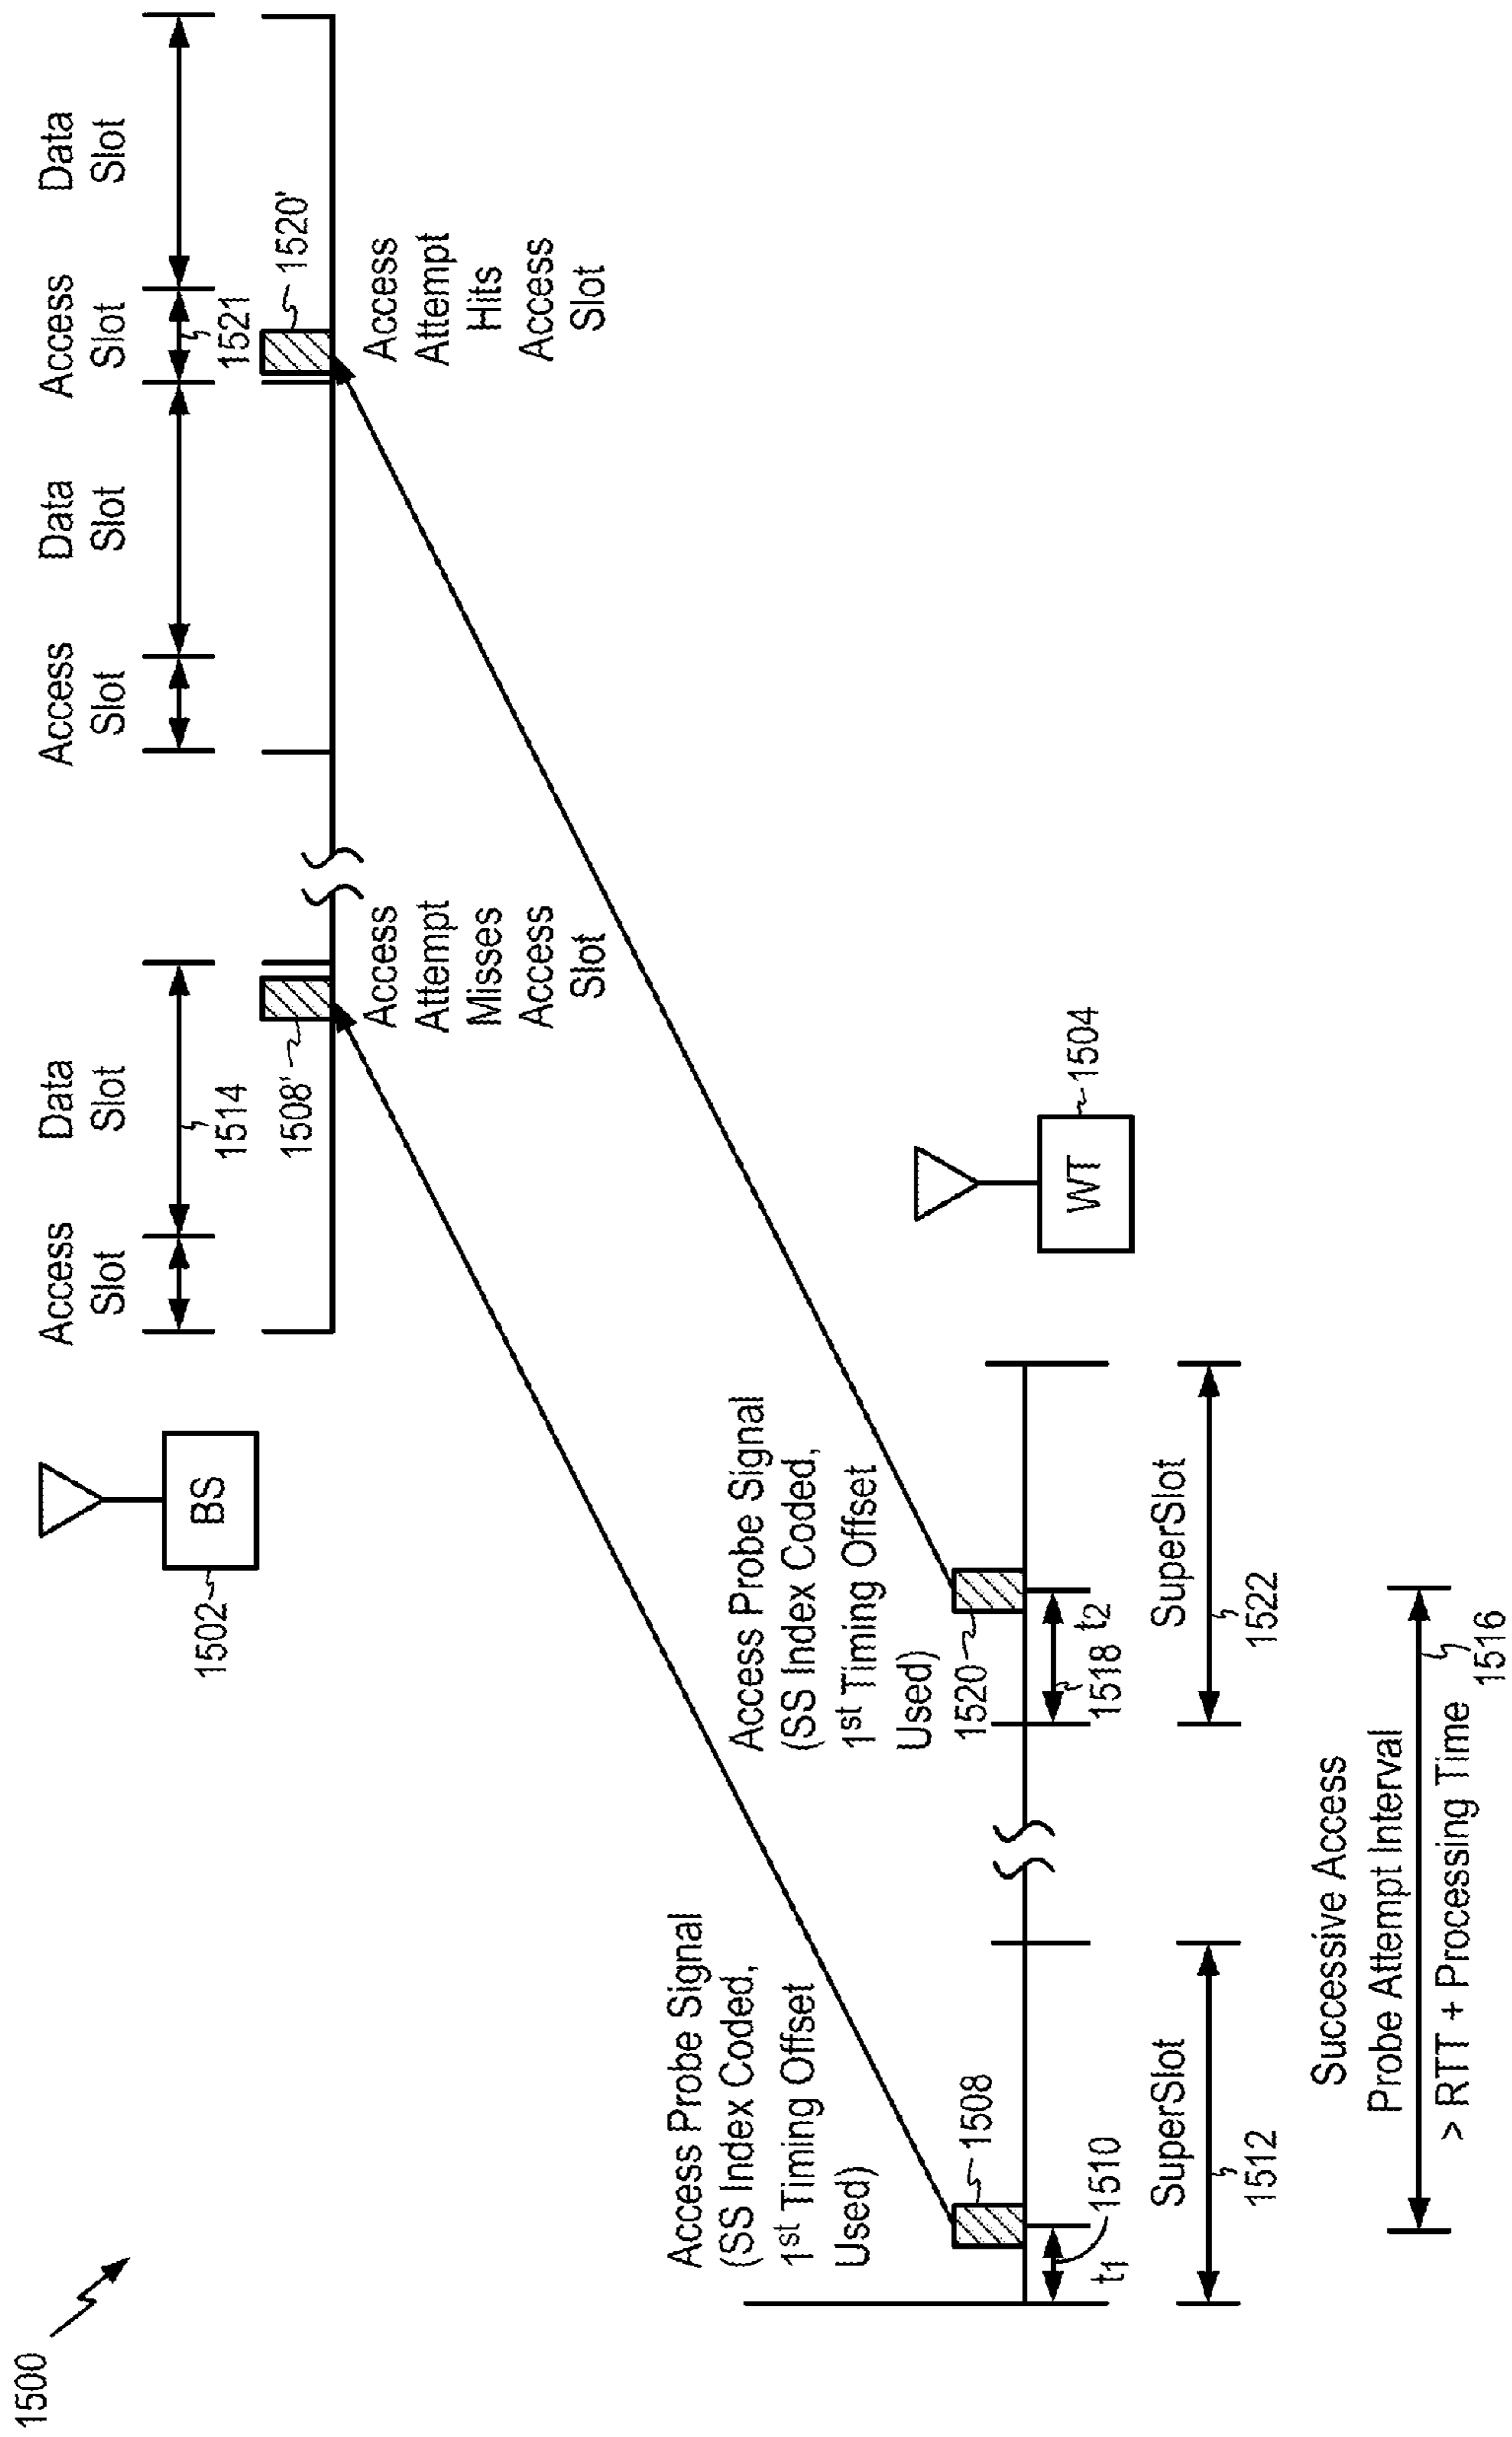 1500
1502
BS
Access
Slot
Data
Slot
1514
1508'
Access
Attempt
Misses
Access
Slot
Access
Slot
Data
Slot
Access
Slot
1521
Data
Slot
1520'
Access
Attempt
Hits
Access
Slot
Access Probe Signal
(SS Index Coded,
1st Timing Offset
Used)
1508
t1
1510
SuperSlot
1512
Access Probe Signal
(SS Index Coded,
1st Timing Offset
Used)
1520
1518
t2
SuperSlot
1522
WT
1504
Successive Access
Probe Attempt Interval
> RTT + Processing Time
1516